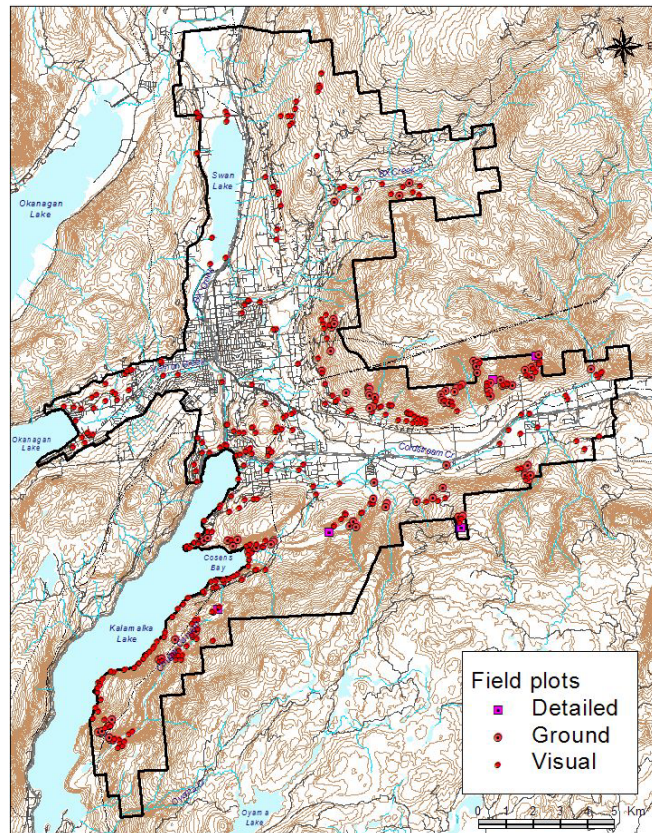 N
E
S
Swan
Lake
BX Creek
Okanagan
Lake
Okanagan
Lake
Coldstream Cr
Cosens
Bay
Kalamalka
Lake
Oyama
Lake
Field plots
Detailed
Ground
Visual
0 1 2 3 4 5 Km